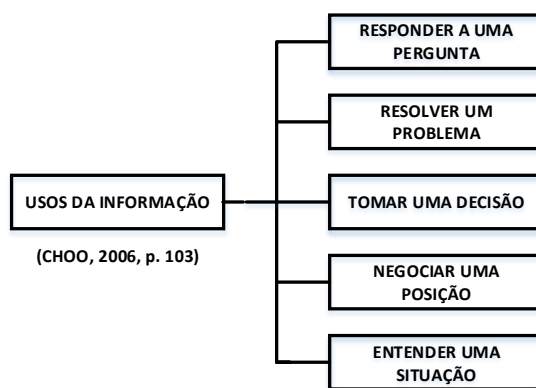 RESPONDER A UMA
PERGUNTA
RESOLVER UM
PROBLEMA
USOS DA INFORMAÇÃO
TOMAR UMA DECISÃO
(CHOO, 2006, p. 103)
NEGOCIAR UMA
POSIÇÃO
ENTENDER UMA
SITUAÇÃO